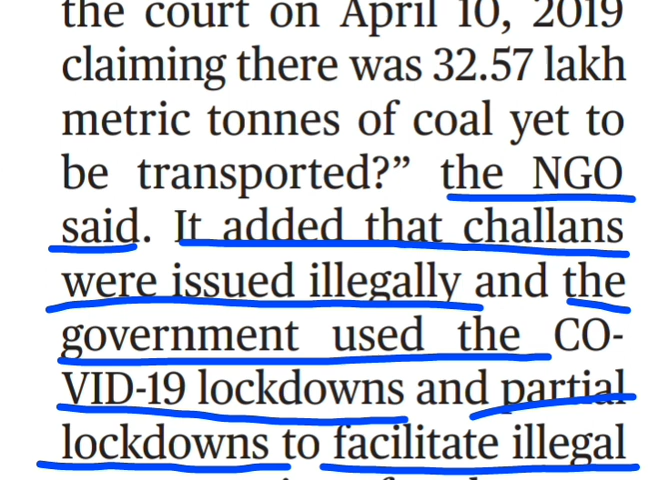 the court on April 10, 2019
claiming there was 32.57 lakh
metric tonnes of coal yet to
be transported?” the NGO
said. It added that challans
were issued illegally and the
government used the CO-
VID-19 lockdowns and partial
lockdowns to facilitate illegal